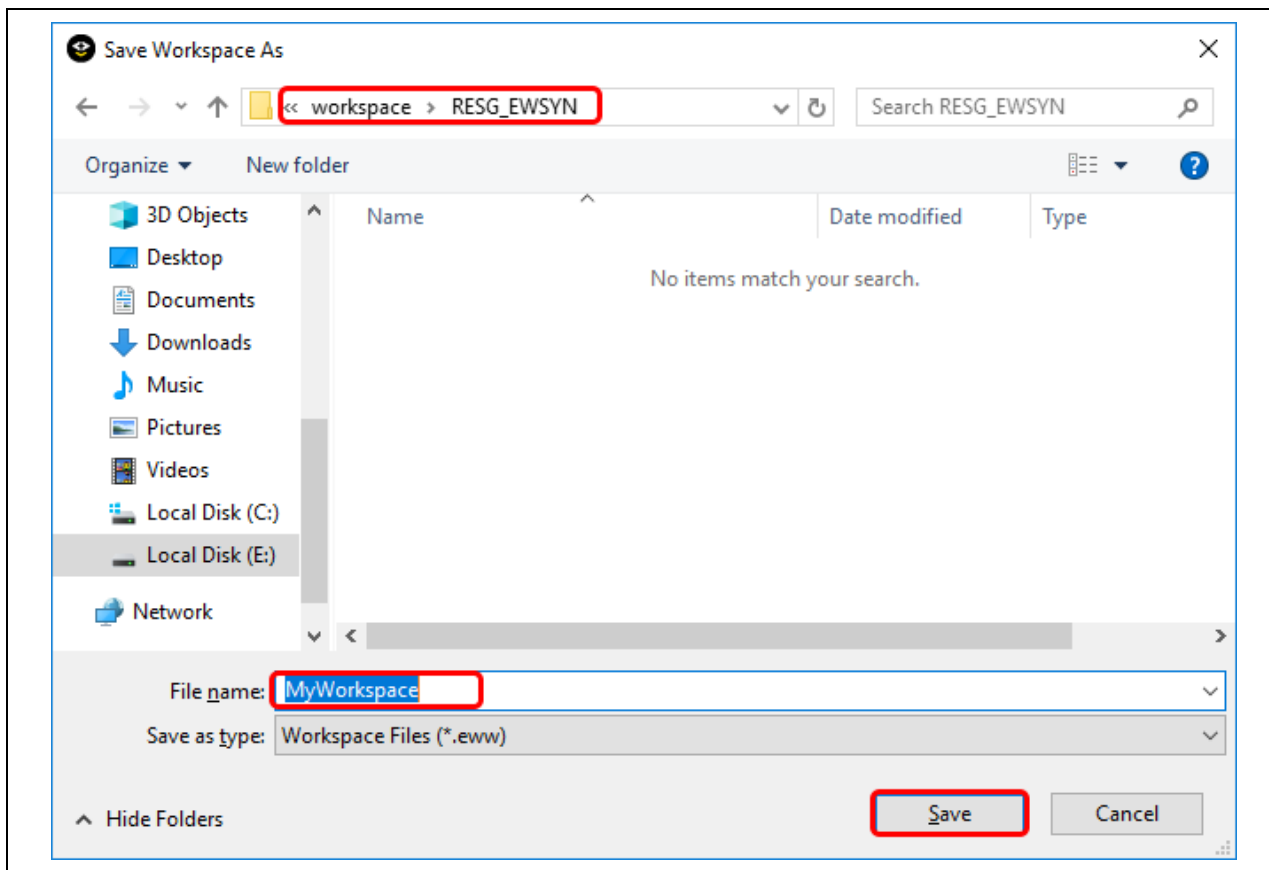 Save Workspace As
« workspace > RESG_EWSYN
Search RESG_EWSYN
Organize New folder
?
3D Objects
Desktop
Documents
Downloads
Music
Pictures
Videos
Local Disk (C:)
Local Disk (E:)
Network
Name Date modified Type
No items match your search.
File name: MyWorkspace
Save as type: Workspace Files (*.eww)
Hide Folders
Save Cancel